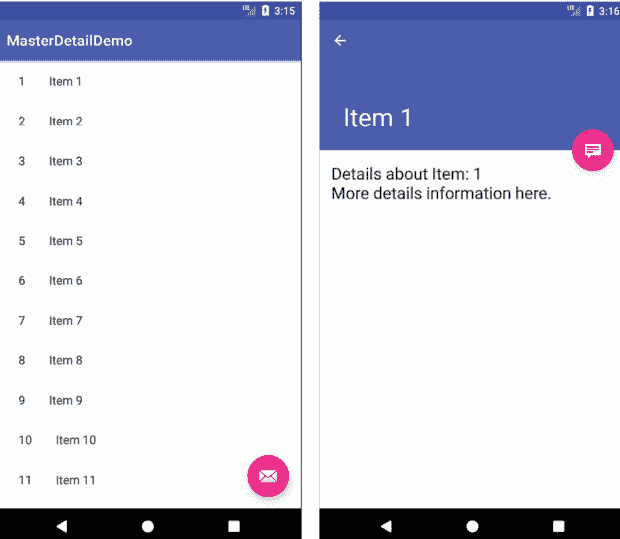 3:15
MasterDetailDemo
1 Item 1
2 Item 2
3 Item 3
4 Item 4
5 Item 5
6 Item 6
7 Item 7
8 Item 8
9 Item 9
10 Item 10
11 Item 11
3:16
Item 1
Details about Item: 1
More details information here.